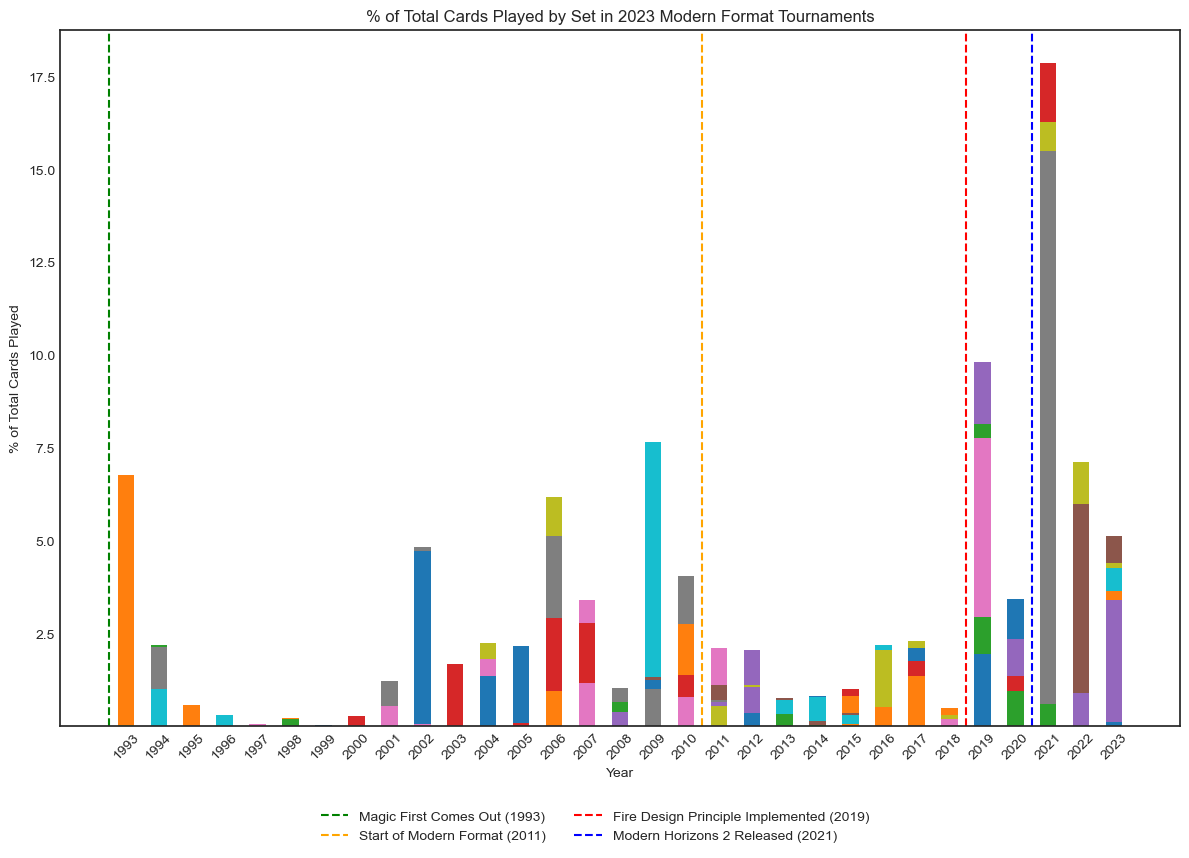 % of Total Cards Played by Set in 2023 Modern Format Tournaments
% of Total Cards Played
17.5
15.0
12.5
10.0
7.5
5.0
2.5
1993 1994 1995 1996 1997 1998 1999 2000 2001 2002 2003 2004 2005 2006 2007 2008 2009 2010 2011 2012 2013 2014 2015 2016 2017 2018 2019 2020 2021 2022 2023
Year
Magic First Comes Out (1993)
Start of Modern Format (2011)
Fire Design Principle Implemented (2019)
Modern Horizons 2 Released (2021)